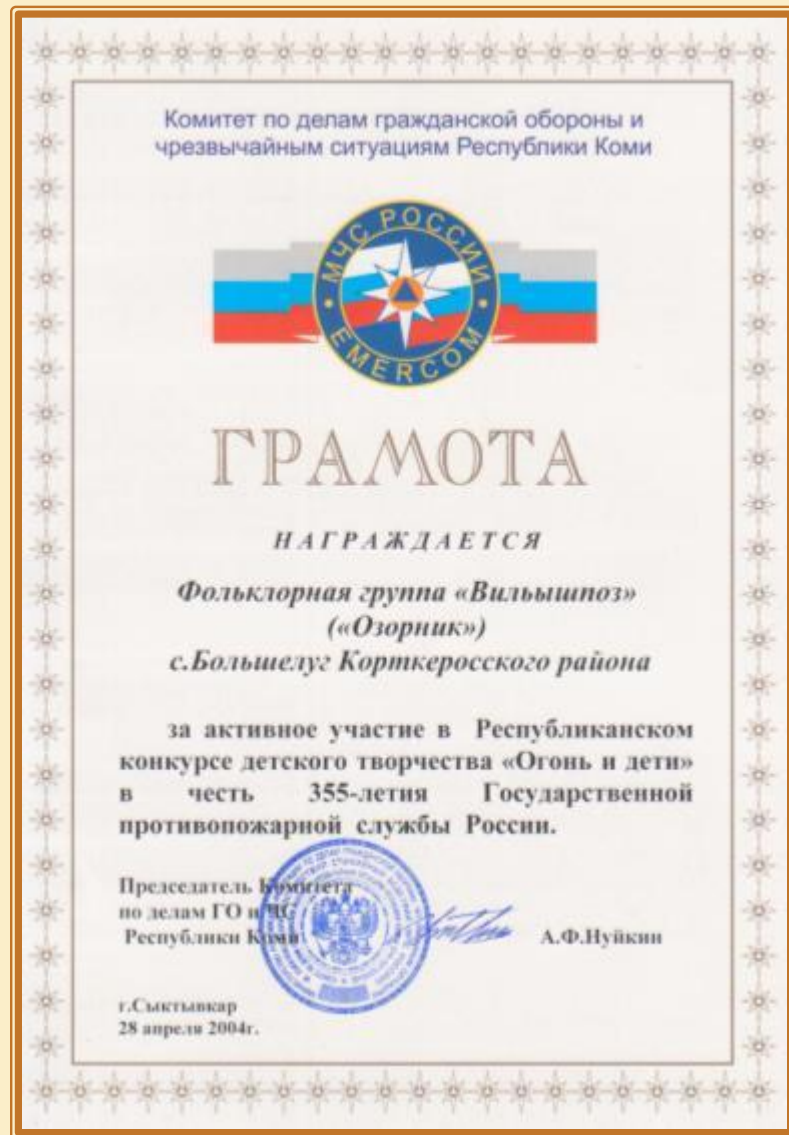 Комитет по делам гражданской обороны и
чрезвычайным ситуациям Республики Коми
МЧС РОССИИ
EMERCOM
ГРАМОТА
НАГРАЖДАЕТСЯ
Фольклорная группа «Вильышпоз»
(«Озорник»)
с.Большелуг Корткеросского района
за активное участие в Республиканском
конкурсе детского творчества «Огонь и дети»
в честь 355-летия Государственной
противопожарной службы России.
Председатель Комитета
по делам ГО и ЧС
Республики Коми
А.Ф.Нуйкин
г.Сыктывкар
28 апреля 2004г.